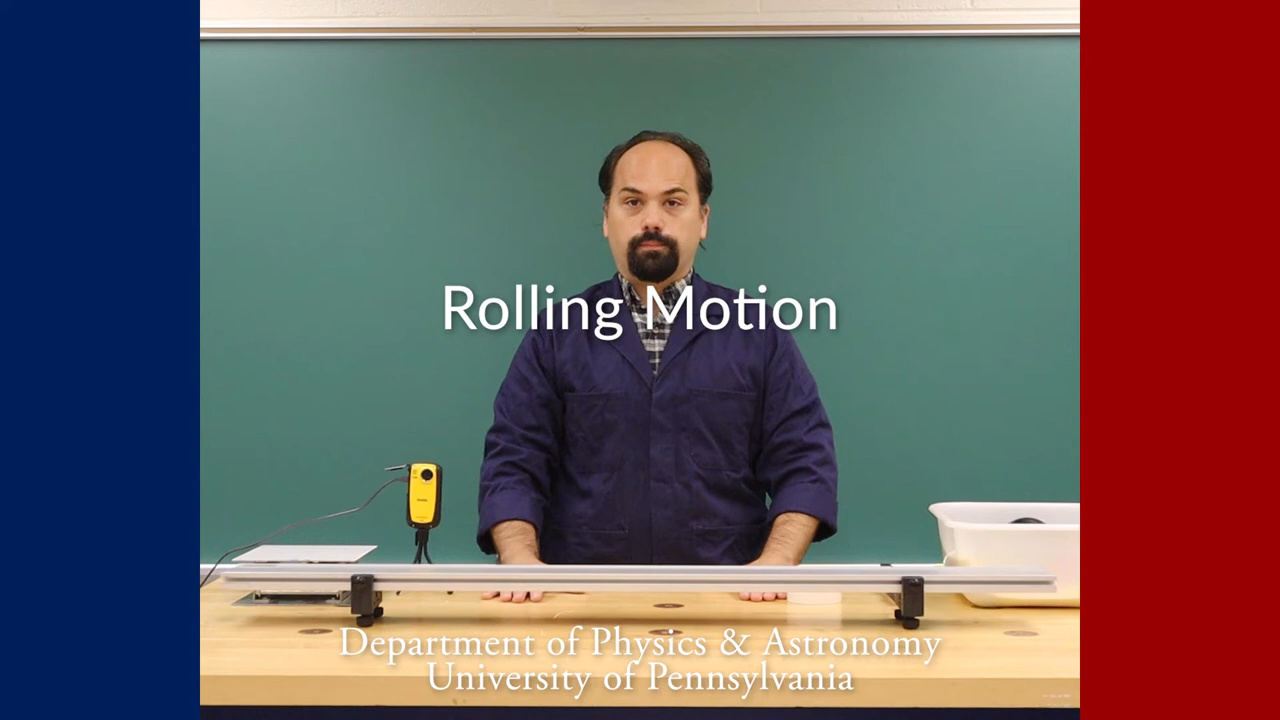 Rolling Motion
Department of Physics & Astronomy
University of Pennsylvania